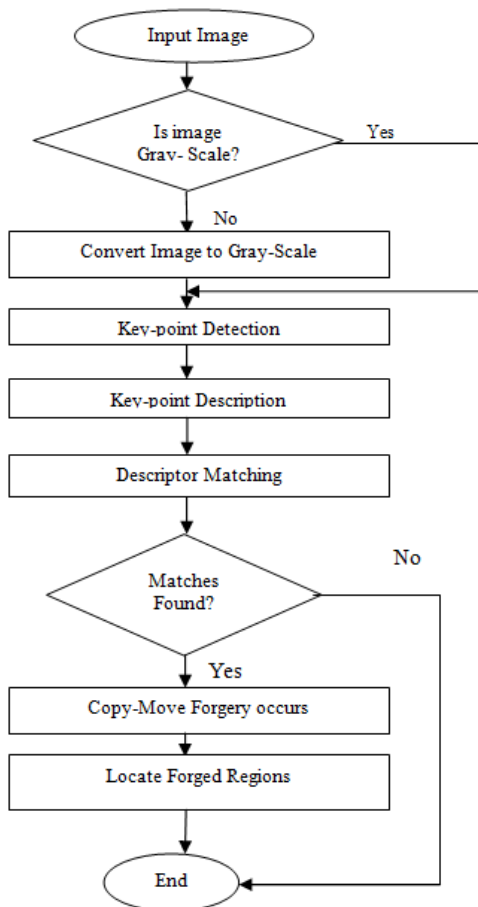 Input Image
Is image
Grav- Scale?
Yes
No
Convert Image to Gray-Scale
Key-point Detection
Key-point Description
Descriptor Matching
Matches
Found?
No
Yes
Copy-Move Forgery occurs
Locate Forged Regions
End